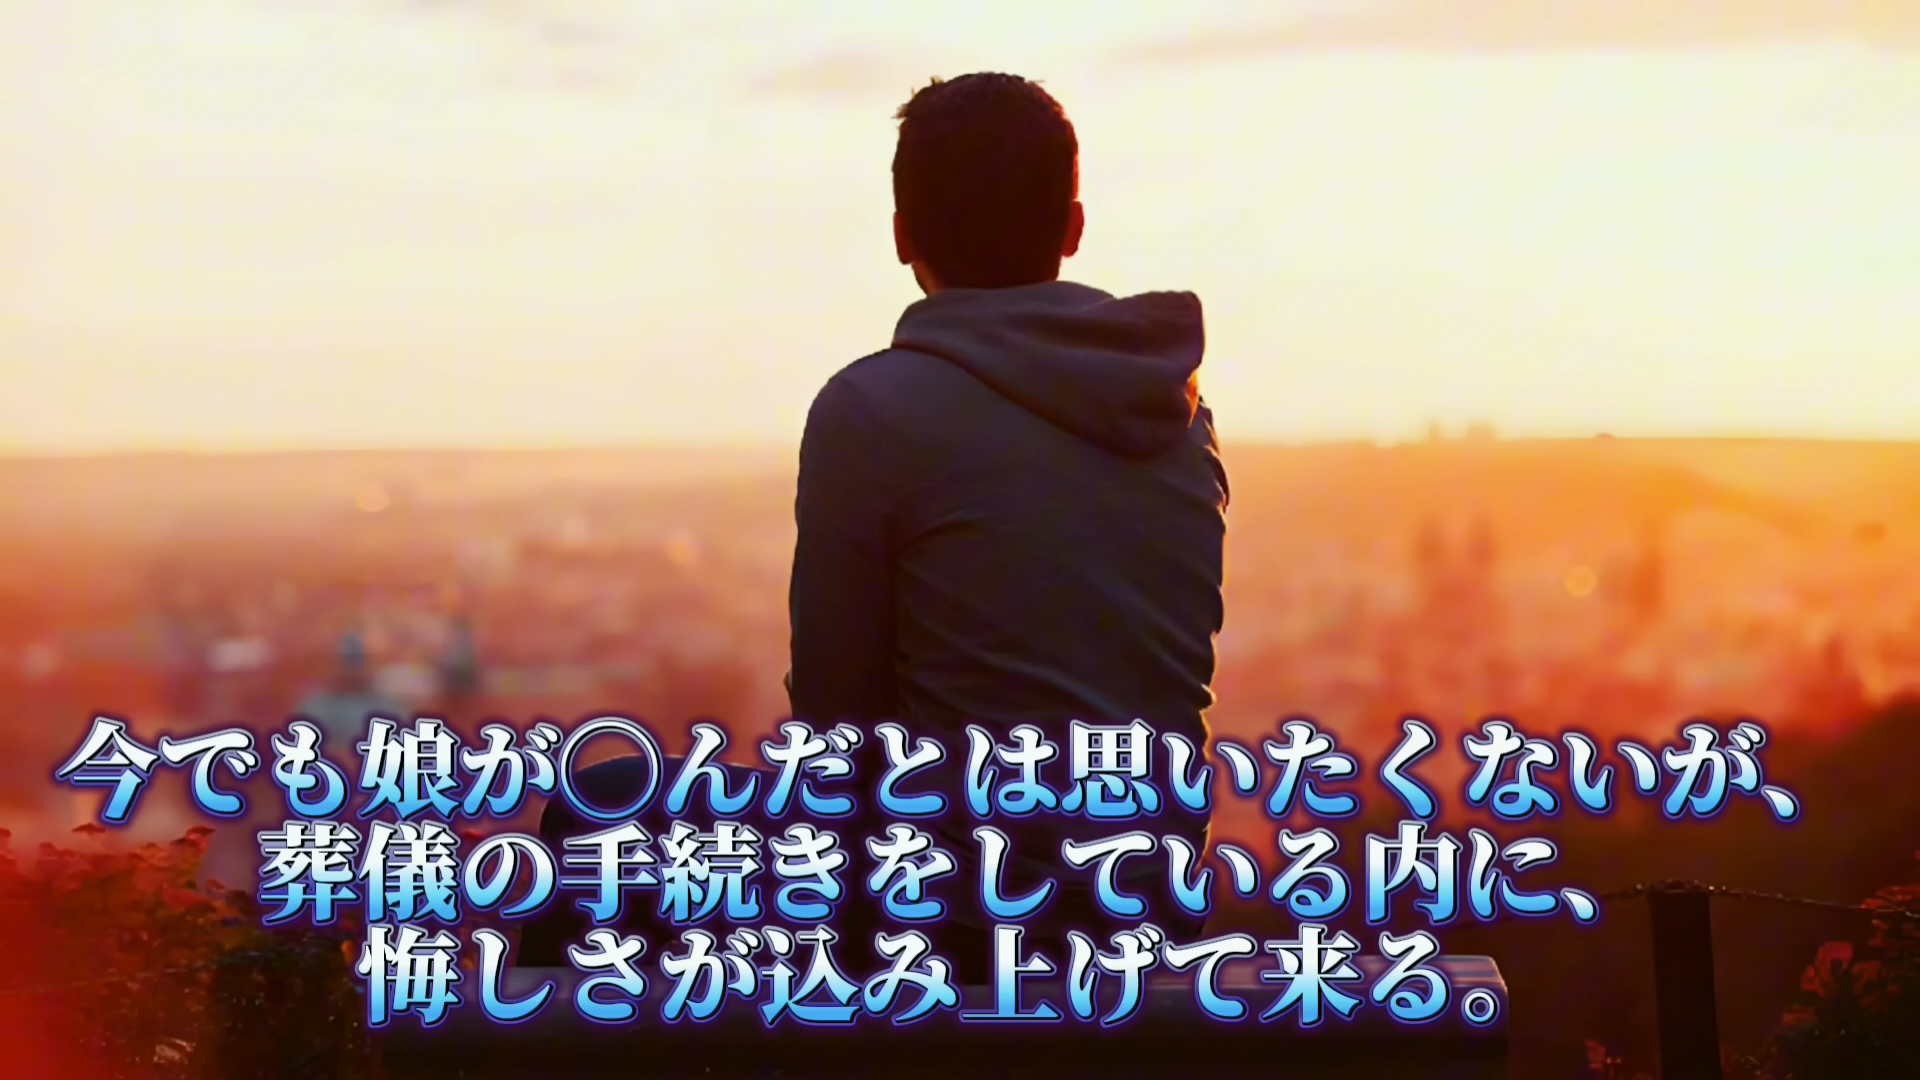 今でも娘が◯んだとは思いたくないが、
葬儀の手続きをしている内に、
悔しさが込み上げて来る。